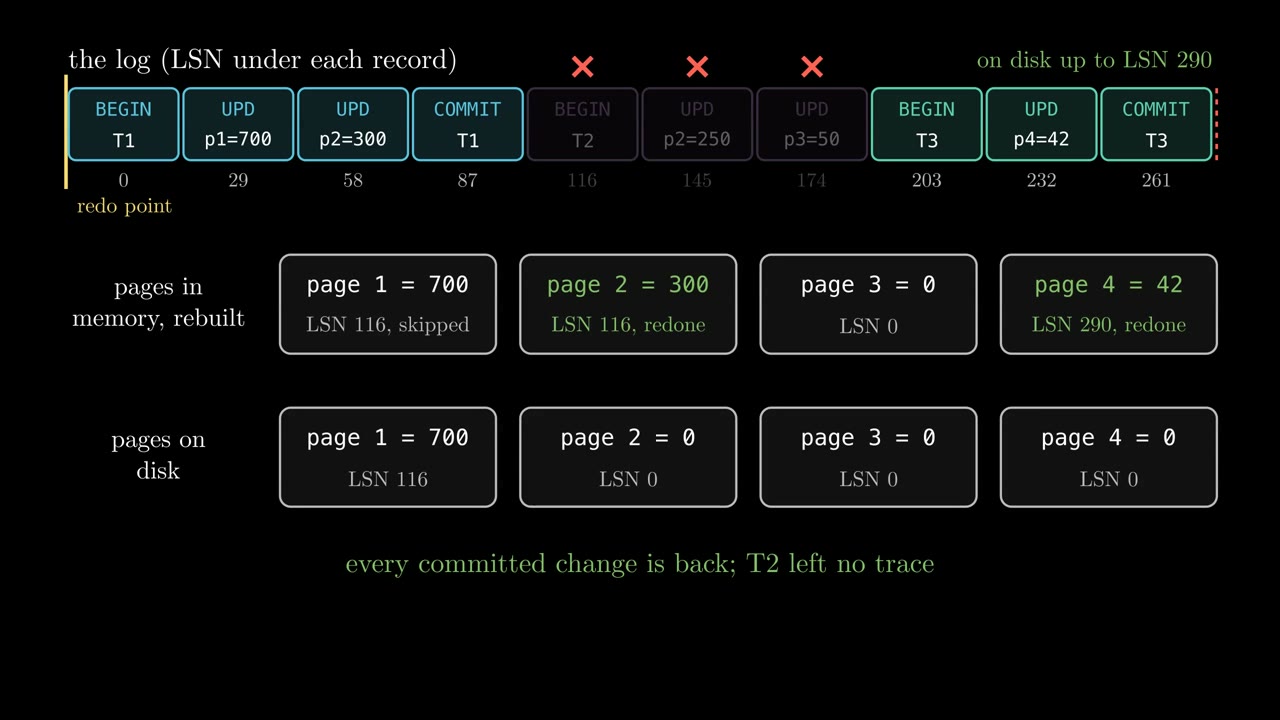 the log (LSN under each record)
on disk up to LSN 290
BEGIN UPD UPD COMMIT BEGIN UPD UPD BEGIN UPD COMMIT
T1 p1=700 p2=300 T1 T2 p2=250 p3=50 T3 p4=42 T3
0 29 58 87 116 145 174 203 232 261
redo point
pages in
memory, rebuilt
page 1 = 700
LSN 116, skipped
page 2 = 300
LSN 116, redone
page 3 = 0
LSN 0
page 4 = 42
LSN 290, redone
pages on
disk
page 1 = 700
LSN 116
page 2 = 0
LSN 0
page 3 = 0
LSN 0
page 4 = 0
LSN 0
every committed change is back; T2 left no trace